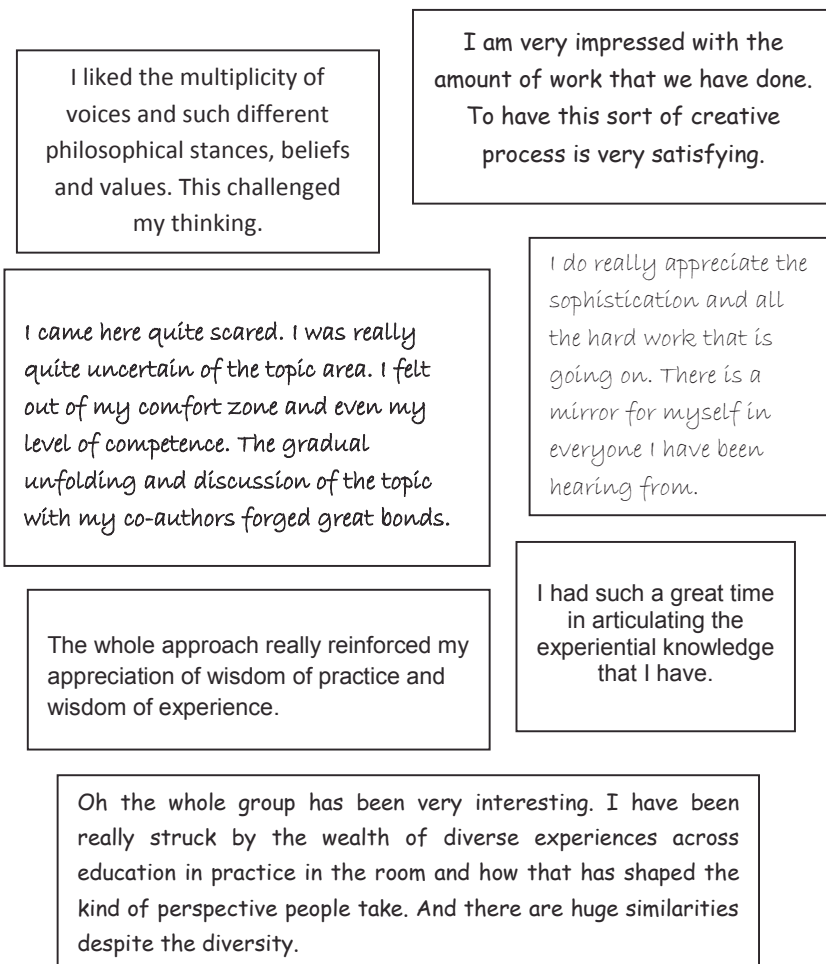 I liked the multiplicity of
voices and such different
philosophical stances, beliefs
and values. This challenged
my thinking.
I am very impressed with the
amount of work that we have done.
To have this sort of creative
process is very satisfying.
I came here quite scared. I was really
quite uncertain of the topic area. I felt
out of my comfort zone and even my
level of competence. The gradual
unfolding and discussion of the topic
with my co-authors forged great bonds.
I do really appreciate the
sophistication and all
the hard work that is
going on. There is a
mirror for myself in
everyone I have been
hearing from.
The whole approach really reinforced my
appreciation of wisdom of practice and
wisdom of experience.
I had such a great time
in articulating the
experiential knowledge
that I have.
Oh the whole group has been very interesting. I have been
really struck by the wealth of diverse experiences across
education in practice in the room and how that has shaped the
kind of perspective people take. And there are huge similarities
despite the diversity.